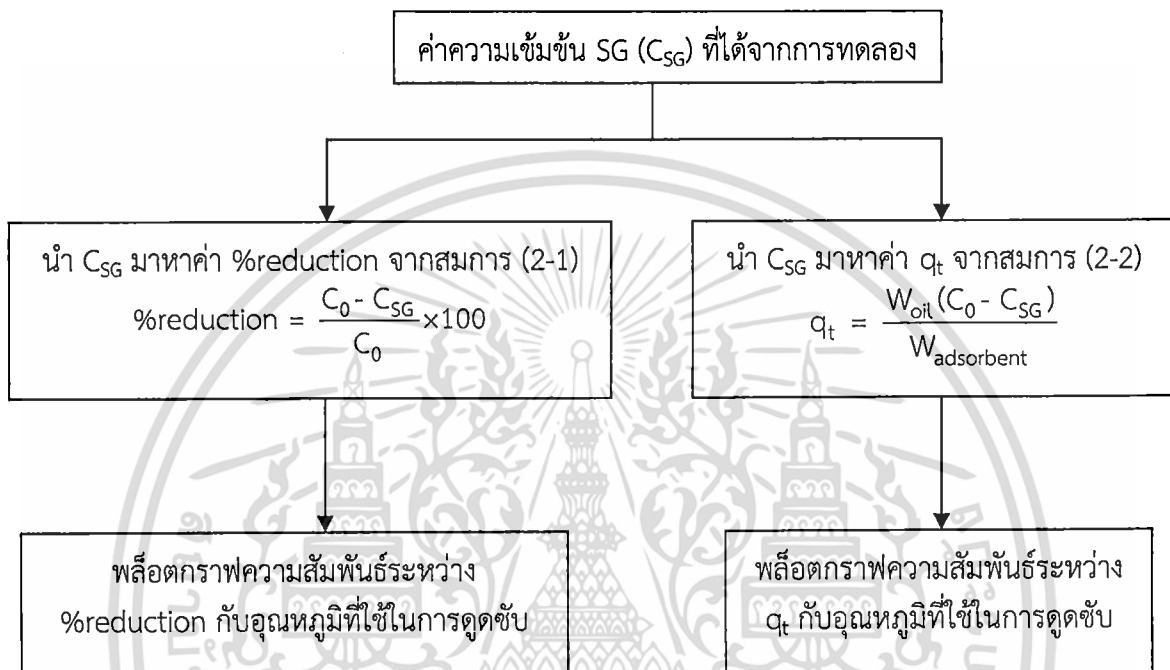 ค่าความเข้มข้น SG (C_SG) ที่ได้จากการทดลอง
นำ C_SG มาหาค่า %reduction จากสมการ (2-1)
%reduction = (C_0 - C_SG)/C_0 ×100
นำ C_SG มาหาค่า q_t จากสมการ (2-2)
q_t = W_oil(C_0 - C_SG)/W_adsorbent
พล็อตกราฟความสัมพันธ์ระหว่าง
%reduction กับอุณหภูมิที่ใช้ในการดูดซับ
พล็อตกราฟความสัมพันธ์ระหว่าง
q_t กับอุณหภูมิที่ใช้ในการดูดซับ